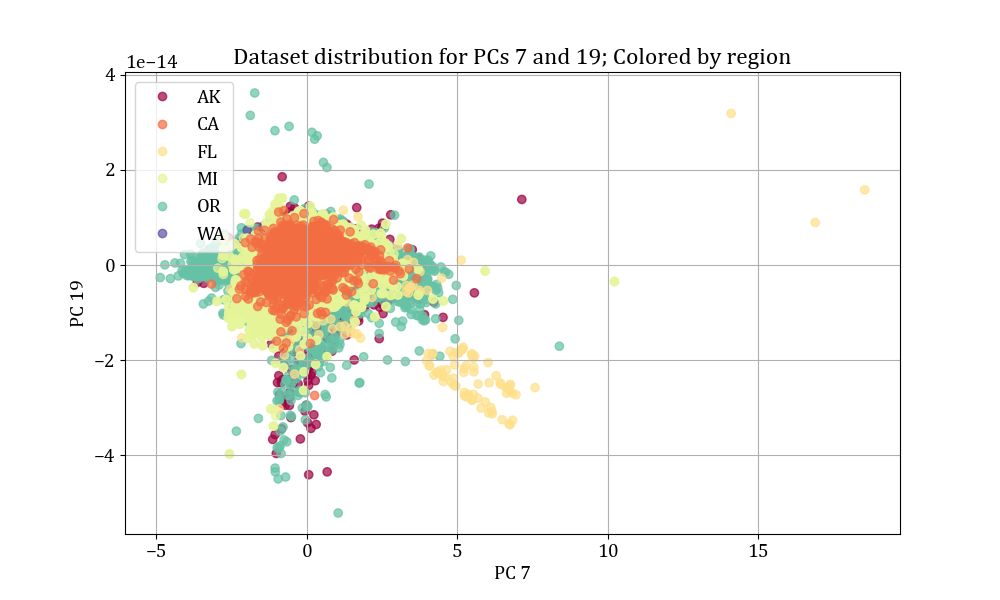 Dataset distribution for PCs 7 and 19; Colored by region
1e−14
AK
CA
FL
MI
OR
WA
4
2
0
−2
−4
PC 19
−5
0
5
10
15
PC 7